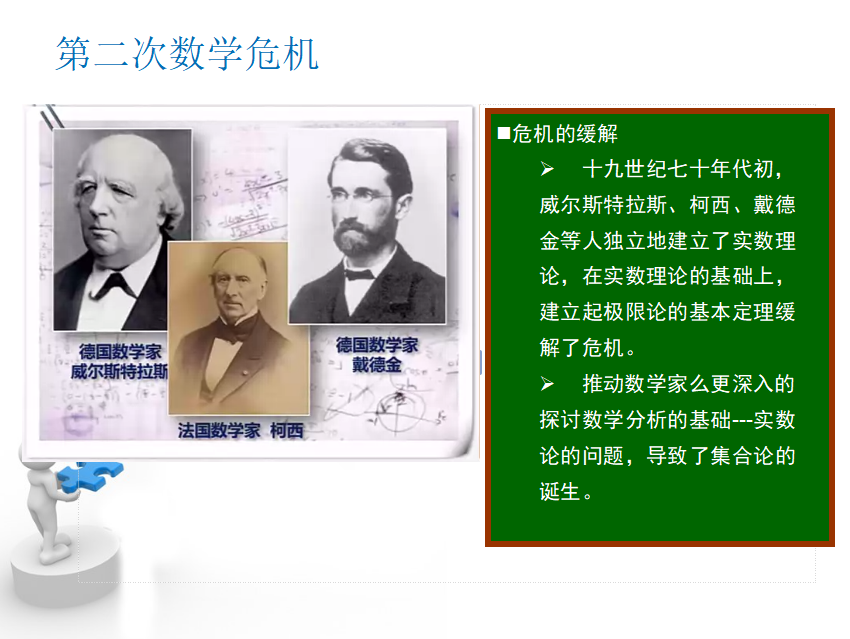 第二次数学危机
德国数学家
威尔斯特拉斯
德国数学家
戴德金
法国数学家 柯西
■危机的缓解
➢ 十九世纪七十年代初，
威尔斯特拉斯、柯西、戴德
金等人独立地建立了实数理
论，在实数理论的基础上，
建立起极限论的基本定理缓
解了危机。
➢ 推动数学家么更深入的
探讨数学分析的基础---实数
论的问题，导致了集合论的
诞生。